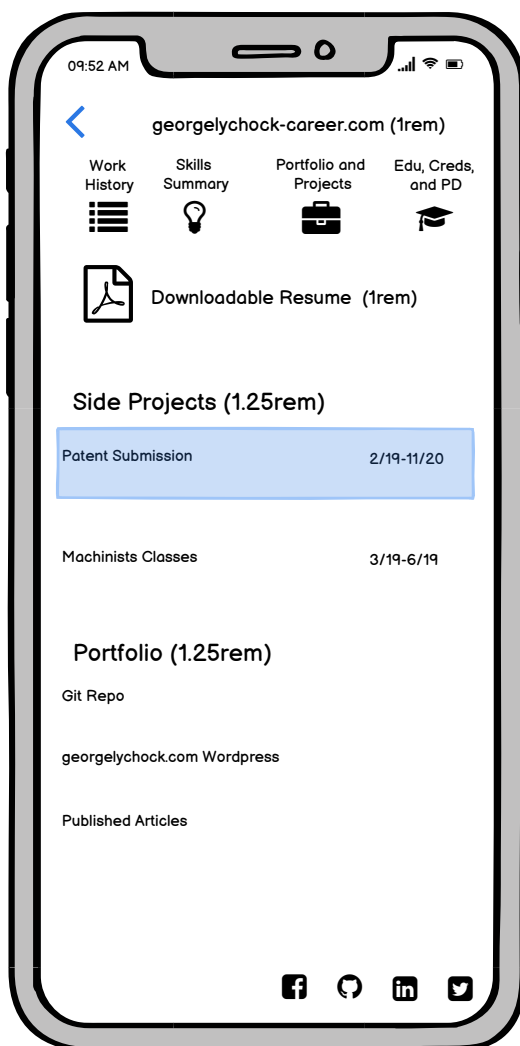 09:52 AM
georgelychock-career.com (1rem)
Work History
Skills Summary
Portfolio and Projects
Edu, Creds, and PD
Downloadable Resume (1rem)
Side Projects (1.25rem)
Patent Submission 2/19-11/20
Machinists Classes 3/19-6/19
Portfolio (1.25rem)
Git Repo
georgelychock.com Wordpress
Published Articles